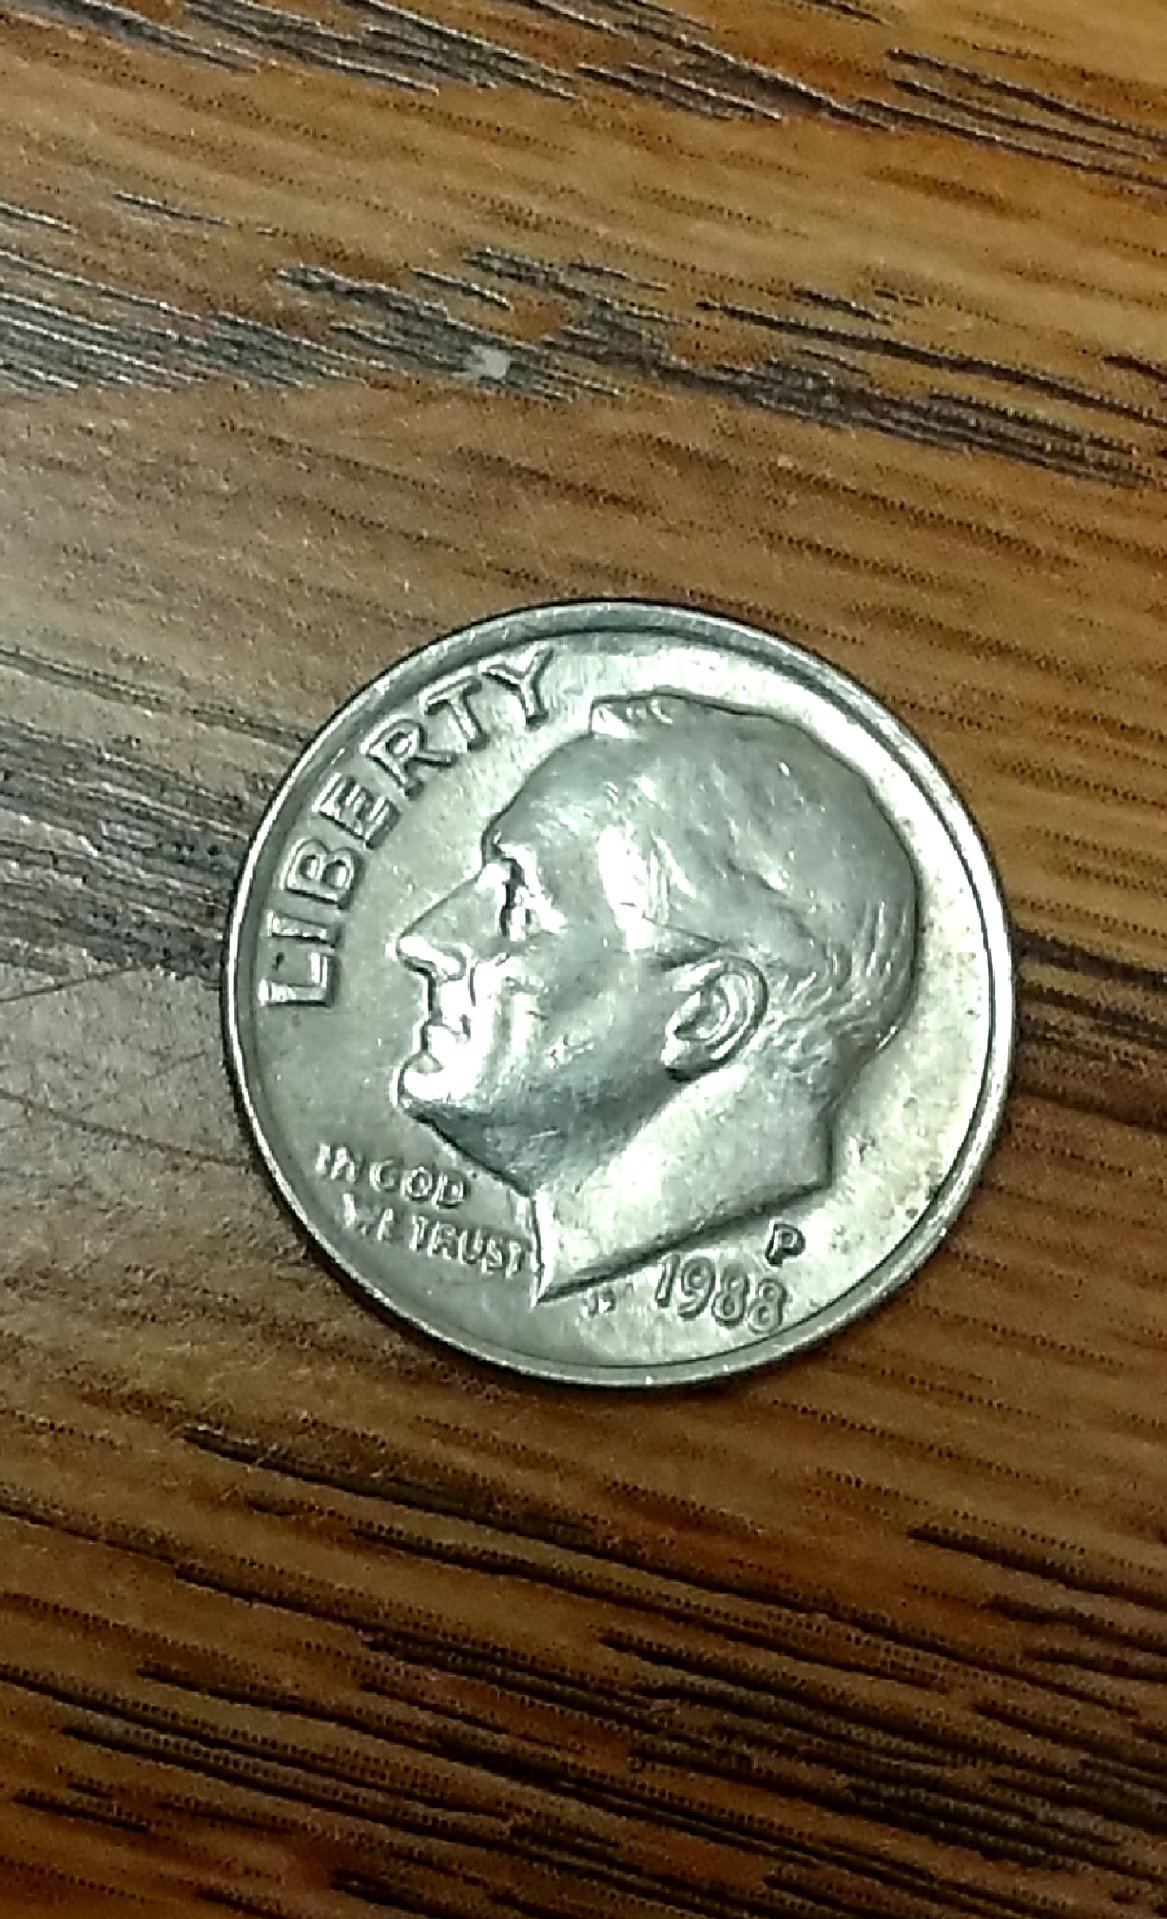 LIBERTY
IN GOD
WE TRUST
P
1988